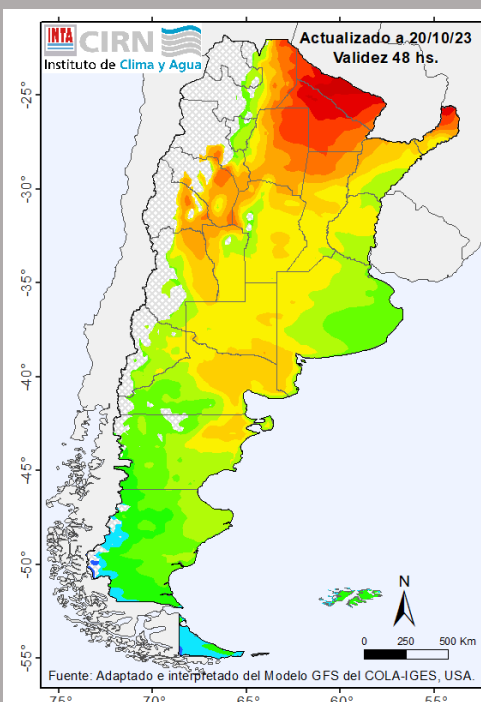 INTA CIRN
Instituto de Clima y Agua
Actualizado a 20/10/23
Validez 48 hs.
-25°
-30°
-35°
-40°
-45°
-50°
-55°
N
0 250 500 Km
Fuente: Adaptado e interpretado del Modelo GFS del COLA-IGES, USA.
75° 70° 65° 60° 55°